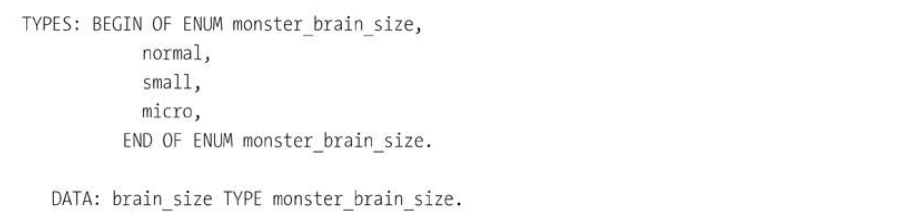 TYPES: BEGIN OF ENUM monster_brain_size,
normal,
small,
micro,
END OF ENUM monster_brain_size.
DATA: brain_size TYPE monster_brain_size.